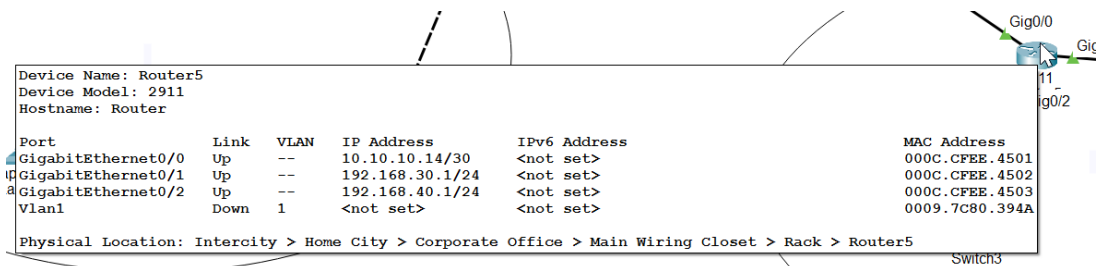 Gig0/0
Gig
11
ig0/2
Device Name: Router5
Device Model: 2911
Hostname: Router
Port Link VLAN IP Address IPv6 Address MAC Address
GigabitEthernet0/0 Up -- 10.10.10.14/30 <not set> 000C.CFEE.4501
GigabitEthernet0/1 Up -- 192.168.30.1/24 <not set> 000C.CFEE.4502
GigabitEthernet0/2 Up -- 192.168.40.1/24 <not set> 000C.CFEE.4503
Vlan1 Down 1 <not set> <not set> 0009.7C80.394A
Physical Location: Intercity > Home City > Corporate Office > Main Wiring Closet > Rack > Router5
Switch3